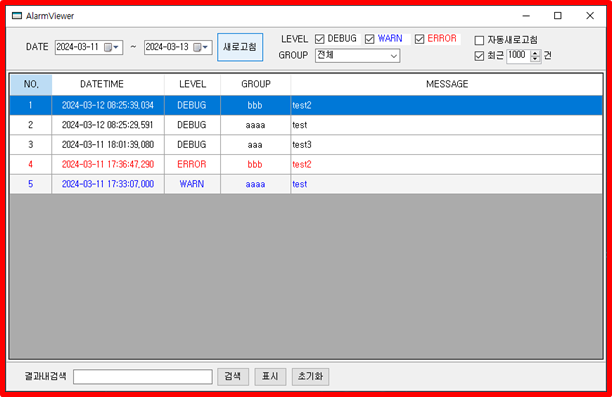 AlarmViewer
DATE 2024-03-11 ~ 2024-03-13 새로고침 LEVEL DEBUG WARN ERROR 자동새로고침
GROUP 전체 최근 1000 건
NO. DATETIME LEVEL GROUP MESSAGE
1 2024-03-12 08:25:39,034 DEBUG bbb test2
2 2024-03-12 08:25:29,591 DEBUG aaaa test
3 2024-03-11 18:01:39,080 DEBUG aaa test3
4 2024-03-11 17:36:47,290 ERROR bbb test2
5 2024-03-11 17:33:07,000 WARN aaaa test
결과내검색 검색 표시 초기화